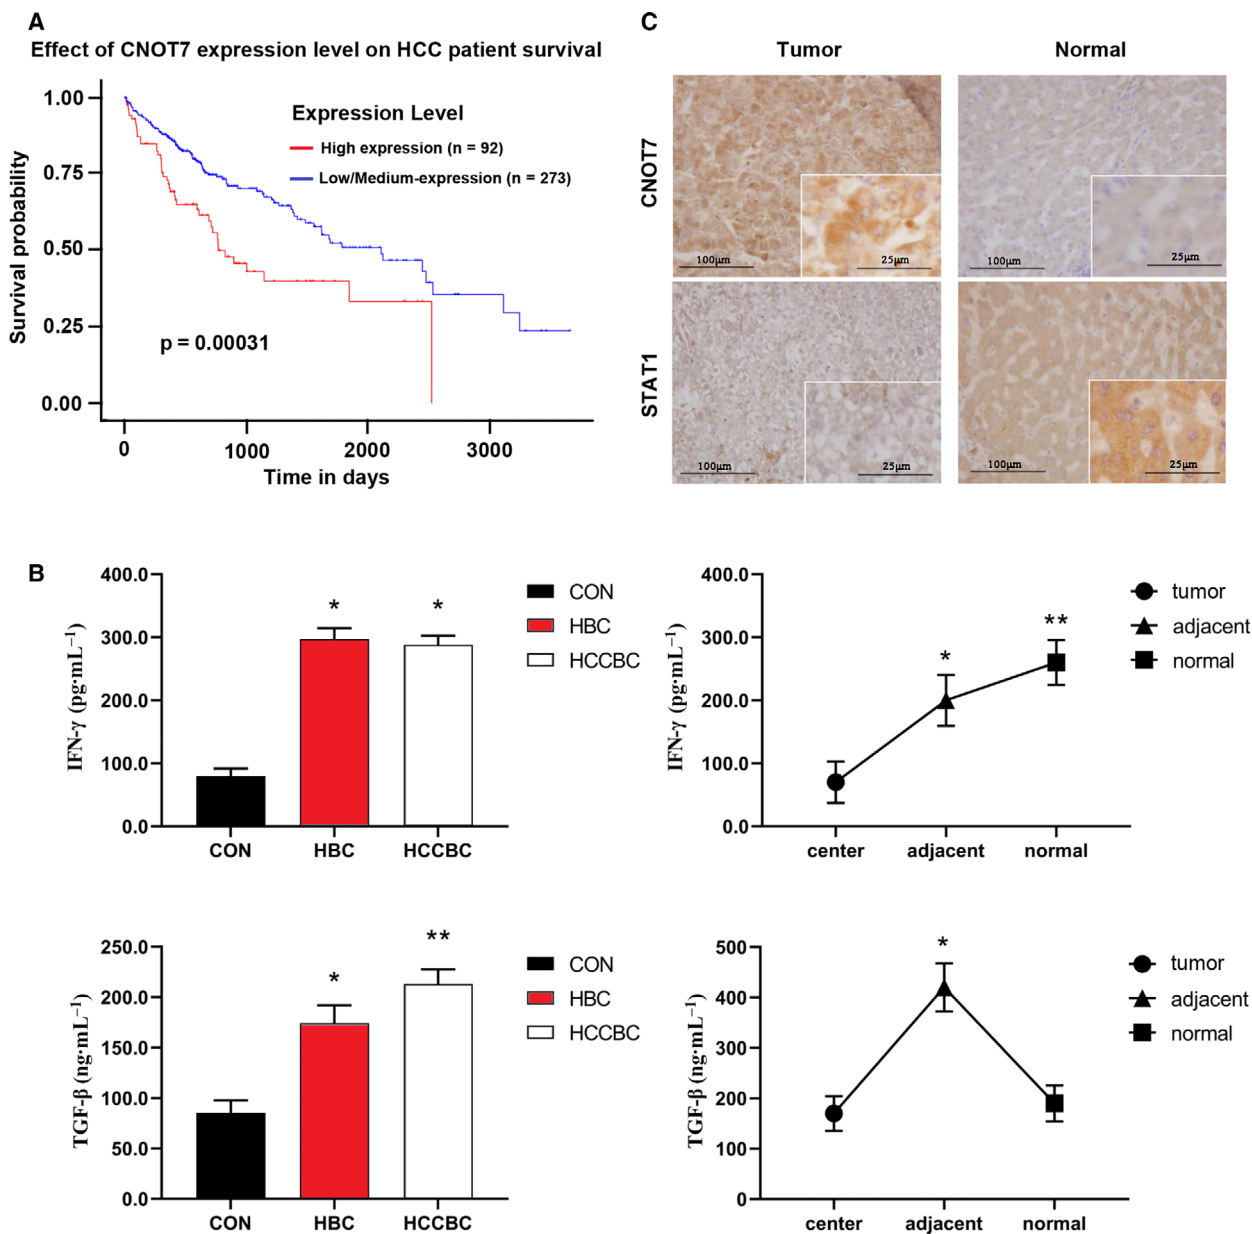 A
Effect of CNOT7 expression level on HCC patient survival
Survival probability
1.00
0.75
0.50
0.25
0.00
Expression Level
High expression (n = 92)
Low/Medium-expression (n = 273)
p = 0.00031
0 1000 2000 3000
Time in days
C
Tumor Normal
CNOT7
100μm 25μm 100μm 25μm
STAT1
100μm 25μm 100μm 25μm
B
IFN-γ (pg·mL⁻¹)
400.0
300.0
200.0
100.0
0.0
* *
CON HBC HCCBC
CON
HBC
HCCBC
IFN-γ (pg·mL⁻¹)
400.0
300.0
200.0
100.0
0.0
* **
center adjacent normal
tumor
adjacent
normal
TGF-β (ng·mL⁻¹)
250.0
200.0
150.0
100.0
50.0
0.0
* **
CON HBC HCCBC
CON
HBC
HCCBC
TGF-β (ng·mL⁻¹)
500
400
300
200
100
0
*
center adjacent normal
tumor
adjacent
normal